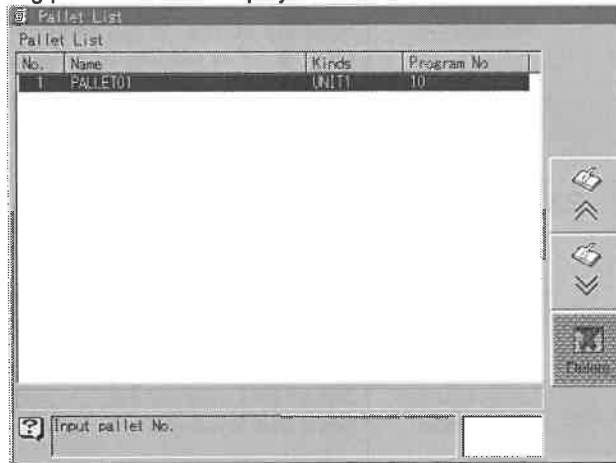 Pallet List
Pallet List
No. Name Kinds Program No
1 PALLET01 UNIT1 10
Delete
Input pallet No.